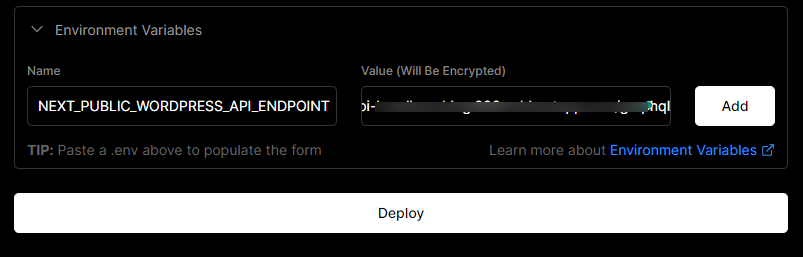 Environment Variables
Name
Value (Will Be Encrypted)
NEXT_PUBLIC_WORDPRESS_API_ENDPOINT
Add
TIP: Paste a .env above to populate the form
Learn more about Environment Variables
Deploy